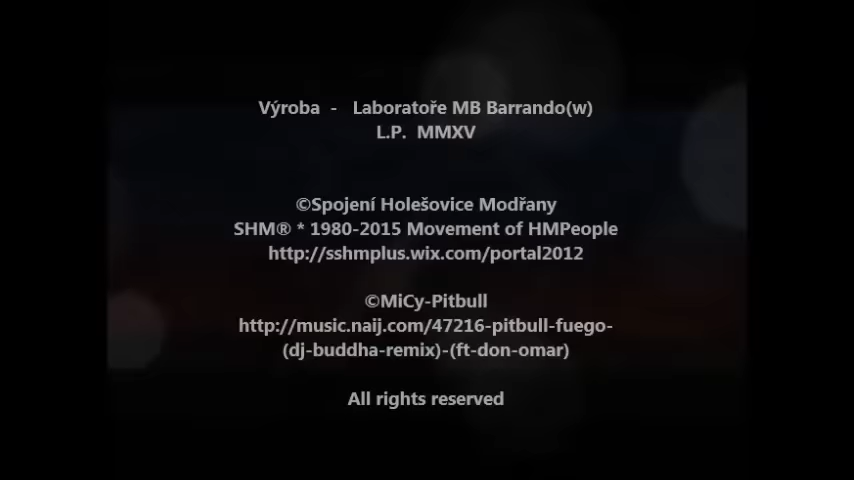 Výroba - Laboratoře MB Barrando(w)
L.P. MMXV
©Spojení Holešovice Modřany
SHM® * 1980-2015 Movement of HMPeople
http://sshmplus.wix.com/portal2012
©MiCy-Pitbull
http://music.naij.com/47216-pitbull-fuego-
(dj-buddha-remix)-(ft-don-omar)
All rights reserved